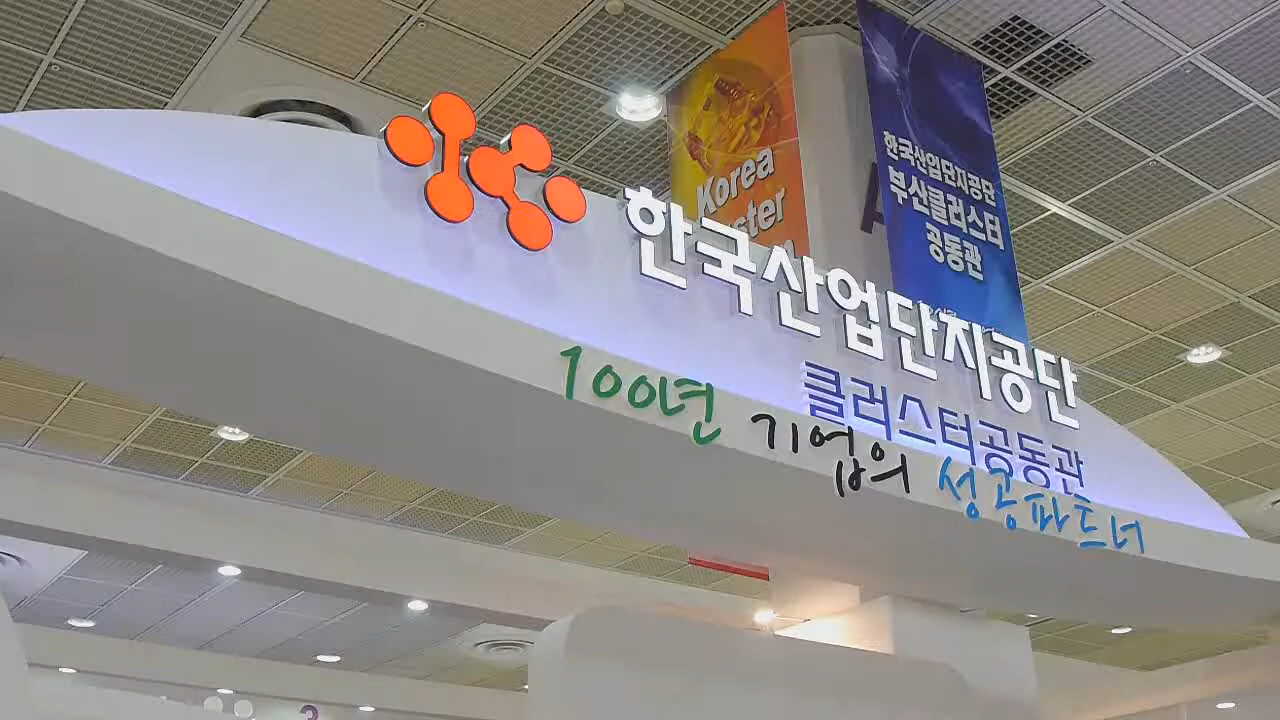 Korea
한국산업단지공단
부산클러스터
공동관
한국산업단지공단
클러스터공동관
100년 기업의 성공파트너